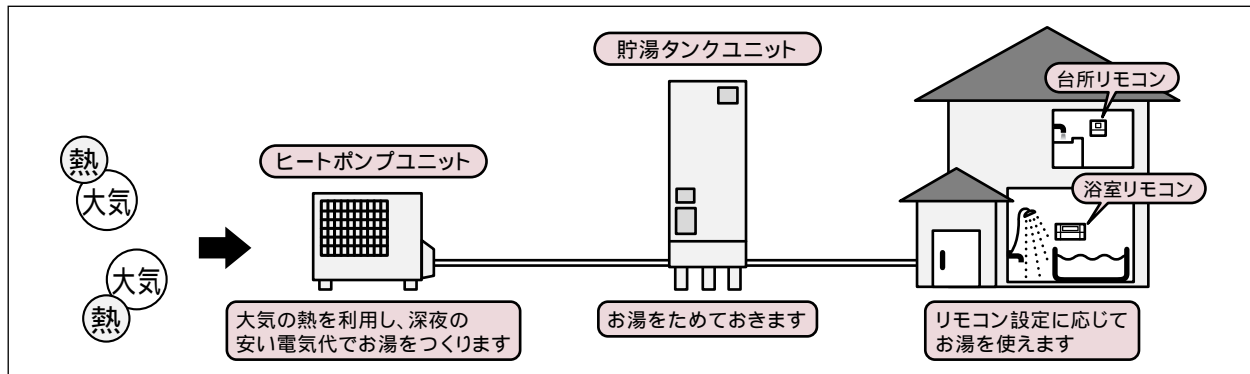 貯湯タンクユニット
台所リモコン
熱
大気
ヒートポンプユニット
浴室リモコン
大気
熱
大気の熱を利用し、深夜の
安い電気代でお湯をつくります
お湯をためておきます
リモコン設定に応じて
お湯を使えます